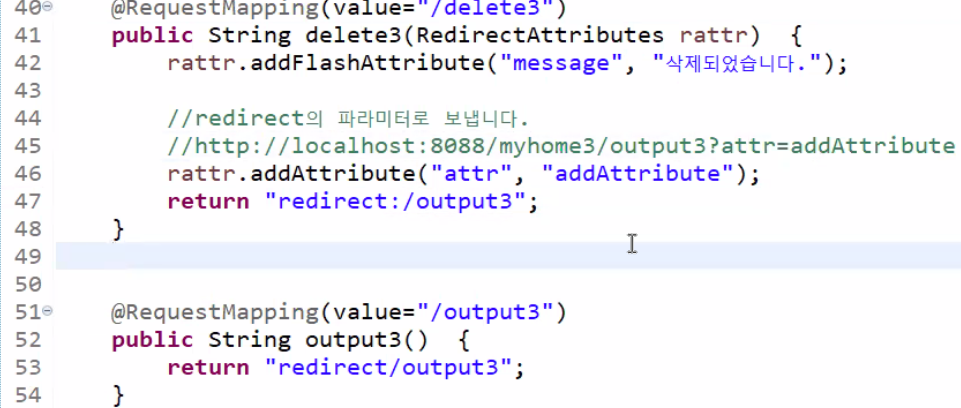 40 @RequestMapping(value="/delete3")
41 public String delete3(RedirectAttributes rattr) {
42 rattr.addFlashAttribute("message", "삭제되었습니다.");
43
44 //redirect의 파라미터로 보냅니다.
45 //http://localhost:8088/myhome3/output3?attr=addAttribute
46 rattr.addAttribute("attr", "addAttribute");
47 return "redirect:/output3";
48 }
49
50
51 @RequestMapping(value="/output3")
52 public String output3() {
53 return "redirect/output3";
54 }